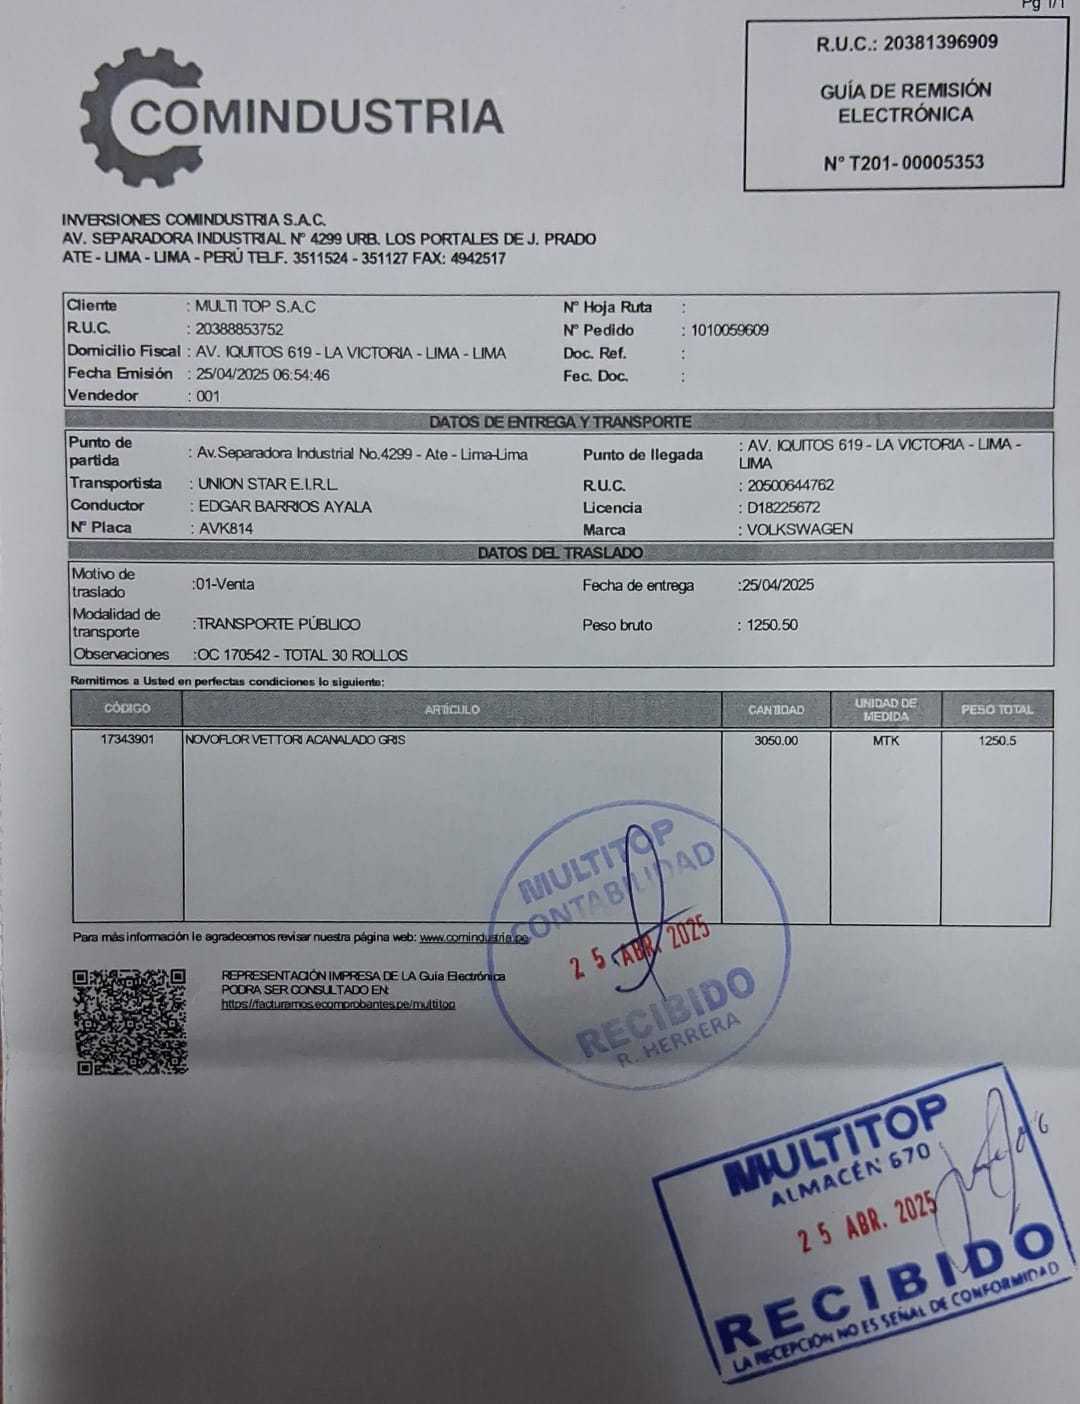 Pg 1/1
COMINDUSTRIA
R.U.C.: 20381396909
GUÍA DE REMISIÓN
ELECTRÓNICA
N° T201- 00005353
INVERSIONES COMINDUSTRIA S.A.C.
AV. SEPARADORA INDUSTRIAL N° 4299 URB. LOS PORTALES DE J. PRADO
ATE - LIMA - LIMA - PERÚ TELF. 3511524 - 351127 FAX: 4942517
Cliente : MULTI TOP S.A.C N° Hoja Ruta :
R.U.C. : 20388853752 N° Pedido : 1010059609
Domicilio Fiscal : AV. IQUITOS 619 - LA VICTORIA - LIMA - LIMA Doc. Ref. :
Fecha Emisión : 25/04/2025 06:54:46 Fec. Doc. :
Vendedor : 001
DATOS DE ENTREGA Y TRANSPORTE
Punto de partida : Av.Separadora Industrial No.4299 - Ate - Lima-Lima Punto de llegada : AV. IQUITOS 619 - LA VICTORIA - LIMA - LIMA
Transportista : UNION STAR E.I.R.L R.U.C. : 20500644762
Conductor : EDGAR BARRIOS AYALA Licencia : D18225672
N° Placa : AVK814 Marca : VOLKSWAGEN
DATOS DEL TRASLADO
Motivo de traslado :01-Venta Fecha de entrega :25/04/2025
Modalidad de transporte :TRANSPORTE PÚBLICO Peso bruto : 1250.50
Observaciones :OC 170542 - TOTAL 30 ROLLOS
Remitimos a Usted en perfectas condiciones lo siguiente:
CÓDIGO ARTÍCULO CANTIDAD UNIDAD DE MEDIDA PESO TOTAL
17343901 NOVOFLOR VETTORI ACANALADO GRIS 3050.00 MTK 1250.5
Para más información le agradecemos revisar nuestra página web: www.comindustria.pe
REPRESENTACIÓN IMPRESA DE LA Guia Electrónica
PODRA SER CONSULTADO EN:
https://facturamos.ecomprobantes.pe/multitop
MULTITOP
CONTABILIDAD
25 ABR. 2025
RECIBIDO
R. HERRERA
MULTITOP
ALMACÉN 670
25 ABR. 2025
RECIBIDO
LA RECEPCIÓN NO ES SEÑAL DE CONFORMIDAD